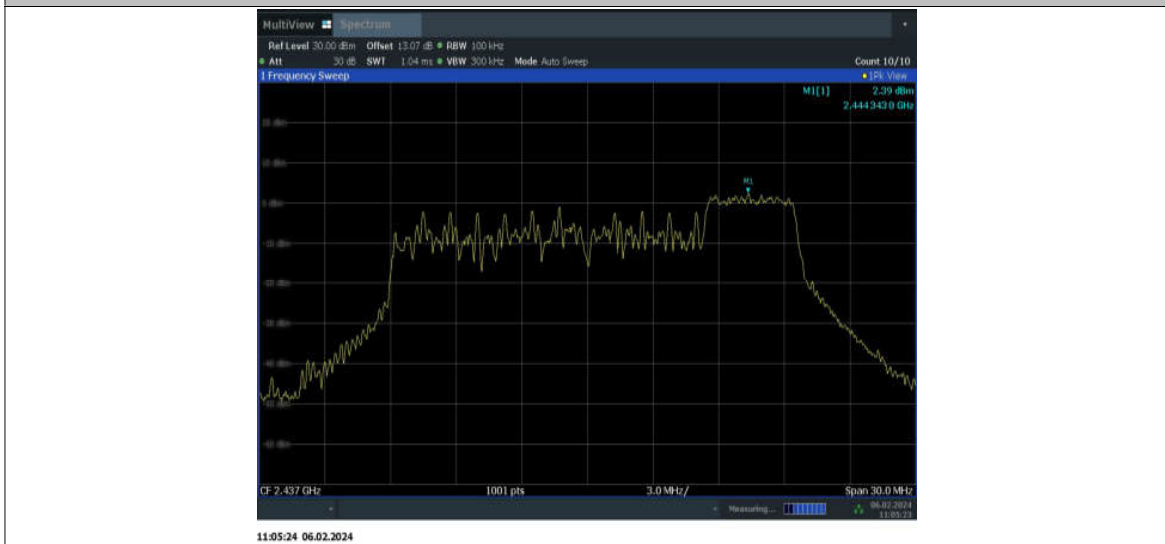 MultiView Spectrum
Ref Level 30.00 dBm Offset 13.07 dB RBW 100 kHz
Att 30 dB SWT 1.04 ms VBW 300 kHz Mode Auto Sweep Count 10/10
1 Frequency Sweep 1Pk View
M1[1] 2.39 dBm
2.4443430 GHz
M1
CF 2.437 GHz 1001 pts 3.0 MHz/ Span 30.0 MHz
Measuring... 06.02.2024
11:05:23
11:05:24 06.02.2024